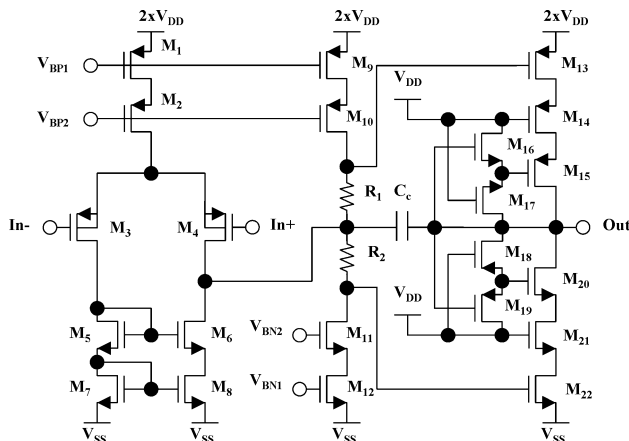 2xV_DD
2xV_DD
2xV_DD
M_1
M_9
M_13
V_BP1
V_DD
M_2
M_10
M_14
V_BP2
M_16
M_15
R_1
C_c
M_17
In-
M_3
M_4
In+
Out
R_2
M_18
V_DD
M_20
M_19
M_5
M_6
V_BN2
M_11
M_21
M_7
M_8
V_BN1
M_12
M_22
V_SS
V_SS
V_SS
V_SS